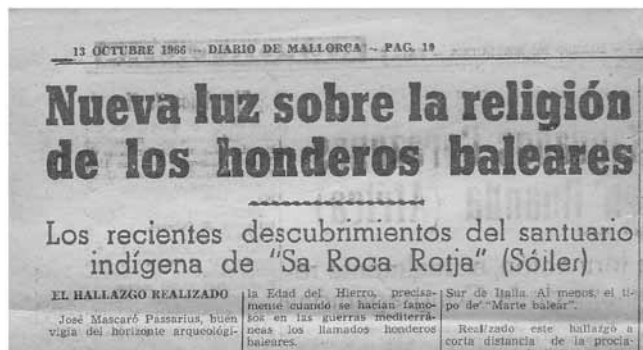 13 OCTUBRE 1966 — DIARIO DE MALLORCA — PAG. 19
Nueva luz sobre la religión
de los honderos baleares
Los recientes descubrimientos del santuario
indígena de "Sa Roca Rotja" (Sóller)
EL HALLAZGO REALIZADO
José Mascaró Passarius, buen
vigía del horizonte arqueológi-
la Edad del Hierro, precisa-
mente cuando se hacían famo-
sos en las guerras mediterrá-
neas los llamados honderos
baleares.
Sur de Italia. Al menos, el ti-
po de "Marte balear".
Realizado este hallazgo a
corta distancia de la procla-